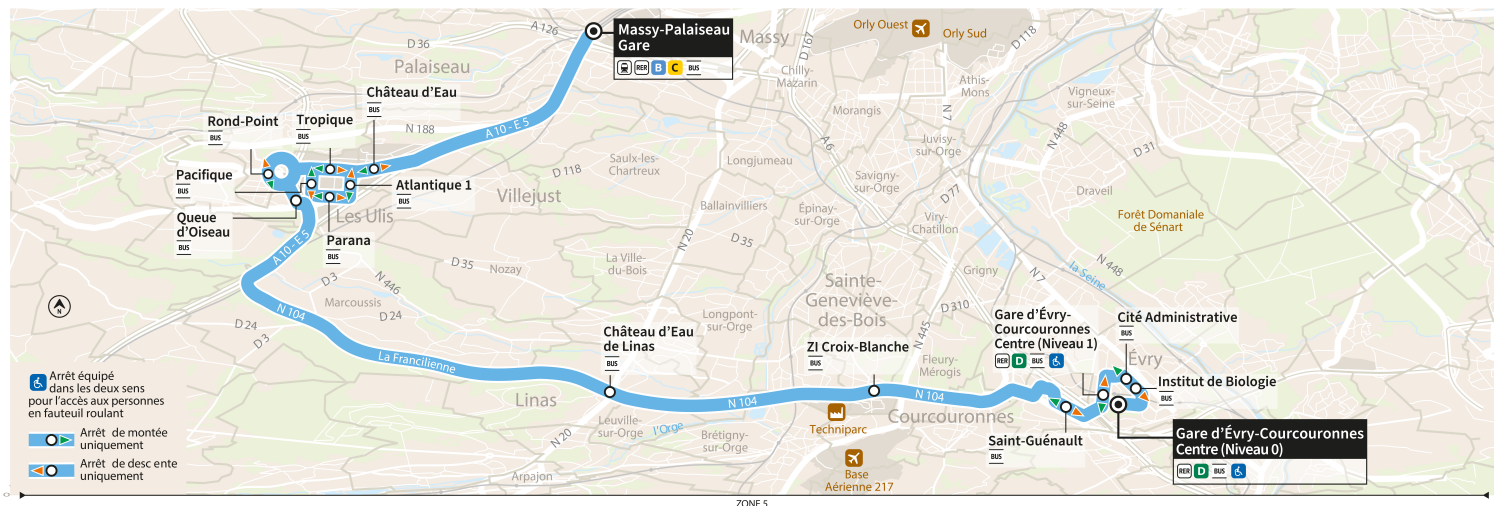 A 126
Massy-Palaiseau
Gare
RER B C BUS
Massy
D 167
Orly Ouest
Orly Sud
D 118
D 36
Palaiseau
Chilly-
Mazarin
Athis-
Mons
Vigneux-
sur-Seine
Morangis
N 7
Château d'Eau
BUS
Rond-Point
BUS
Tropique
BUS
N 188
A 10 - E 5
A 6
Juvisy-
sur-Orge
N 448
D 31
Pacifique
BUS
D 118
Saulx-les-
Chartreux
Longjumeau
Savigny-
sur-Orge
D 77
Draveil
Atlantique 1
BUS
Villejust
Ballainvilliers
Épinay-
sur-Orge
Viry-
Chatillon
Forêt Domaniale
de Sénart
Queue
d'Oiseau
BUS
Les Ulis
Parana
BUS
A 10 - E 5
N 20
D 35
D 35
Nozay
La Ville-
du-Bois
Grigny
N 7
la Seine
N 448
D 3
N 446
Marcoussis
Sainte-
Geneviève-
des-Bois
D 310
N
N 104
D 24
D 24
D 3
Longpont-
sur-Orge
N 445
Gare d'Évry-
Courcouronnes
Centre (Niveau 1)
RER D BUS
Cité Administrative
BUS
Château d'Eau
de Linas
BUS
ZI Croix-Blanche
BUS
Fleury-
Mérogis
Évry
La Francilienne
Institut de Biologie
BUS
Arrêt équipé
dans les deux sens
pour l'accès aux personnes
en fauteuil roulant
Linas
N 104
N 104
Courcouronnes
Arrêt de montée
uniquement
Leuville-
sur-Orge
l'Orge
Brétigny-
sur-Orge
Techniparc
Saint-Guénault
BUS
Gare d'Évry-Courcouronnes
Centre (Niveau 0)
RER D BUS
N 20
Arrêt de desc ente
uniquement
Arpajon
Base
Aérienne 217
ZONE 5